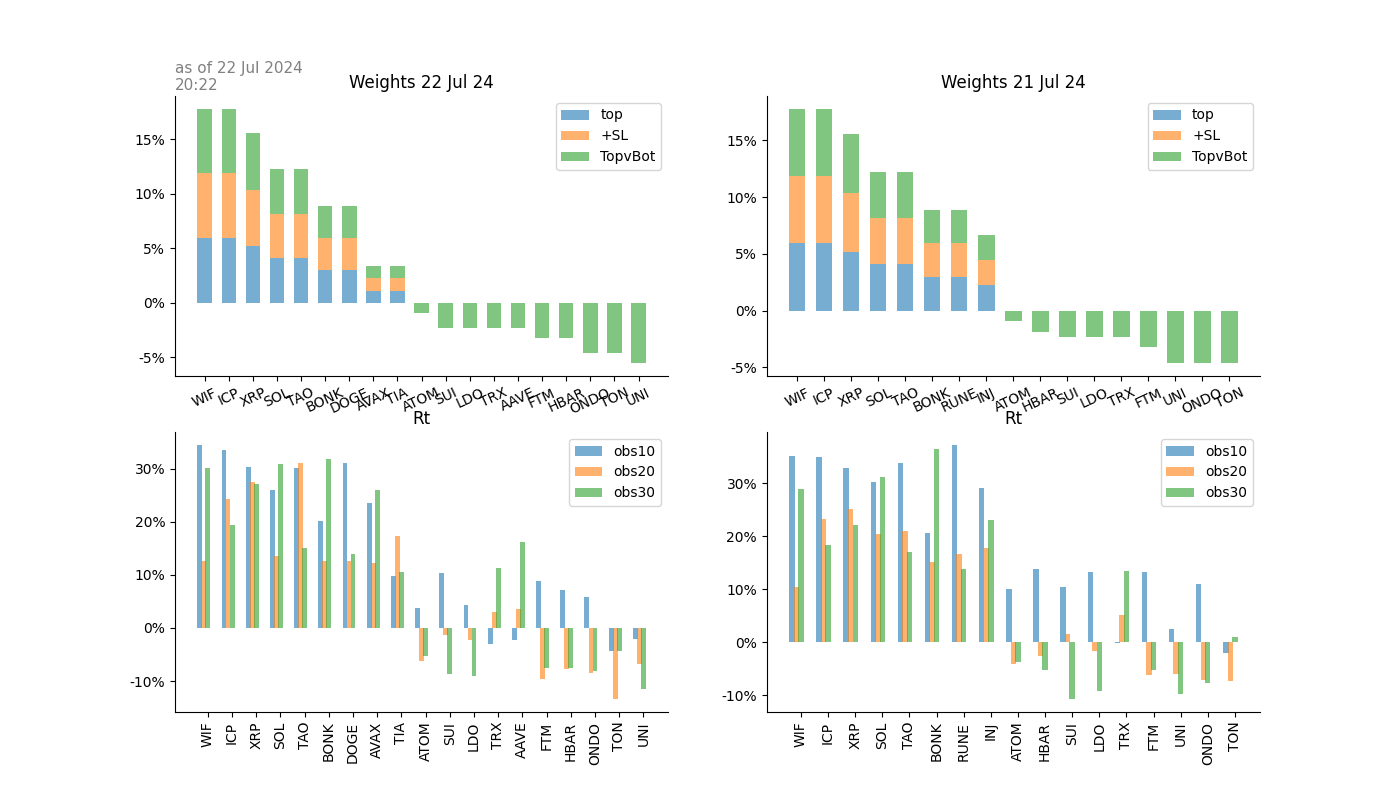 as of 22 Jul 2024
20:22
Weights 22 Jul 24
15%
10%
5%
0%
-5%
top
+SL
TopvBot
WIF ICP XRP SOL TAO BONK DOGE AVAX TIA ATOM SUI LDO TRX AAVE FTM HBAR ONDO TON UNI
Weights 21 Jul 24
15%
10%
5%
0%
-5%
top
+SL
TopvBot
WIF ICP XRP SOL TAO BONK RUNE INJ ATOM HBAR SUI LDO TRX FTM UNI ONDO TON
Rt
30%
20%
10%
0%
-10%
obs10
obs20
obs30
WIF ICP XRP SOL TAO BONK DOGE AVAX TIA ATOM SUI LDO TRX AAVE FTM HBAR ONDO TON UNI
Rt
30%
20%
10%
0%
-10%
obs10
obs20
obs30
WIF ICP XRP SOL TAO BONK RUNE INJ ATOM HBAR SUI LDO TRX FTM UNI ONDO TON